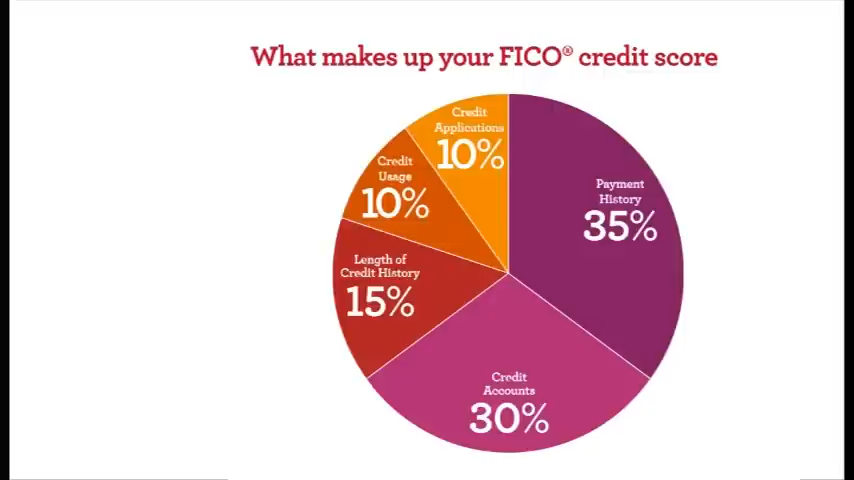 What makes up your FICO® credit score
Credit
Applications
10%
Credit
Usage
10%
Payment
History
35%
Length of
Credit History
15%
Credit
Accounts
30%